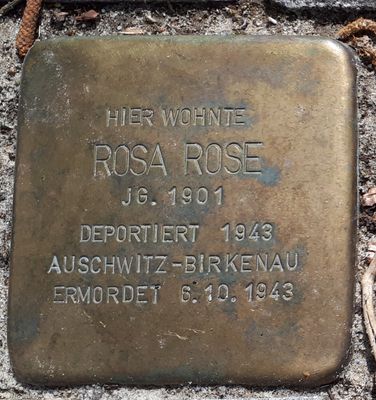 HIER WOHNTE
ROSA ROSE
JG. 1901
DEPORTIERT 1943
AUSCHWITZ-BIRKENAU
ERMORDET 6.10.1943